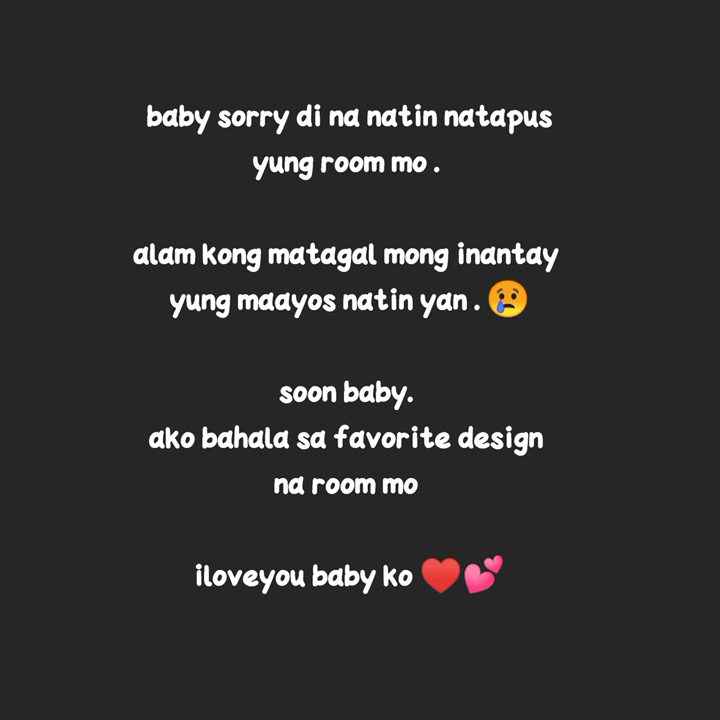 baby sorry di na natin natapus
yung room mo .
alam kong matagal mong inantay
yung maayos natin yan . 😢
soon baby.
ako bahala sa favorite design
na room mo
iloveyou baby ko ♥️💕